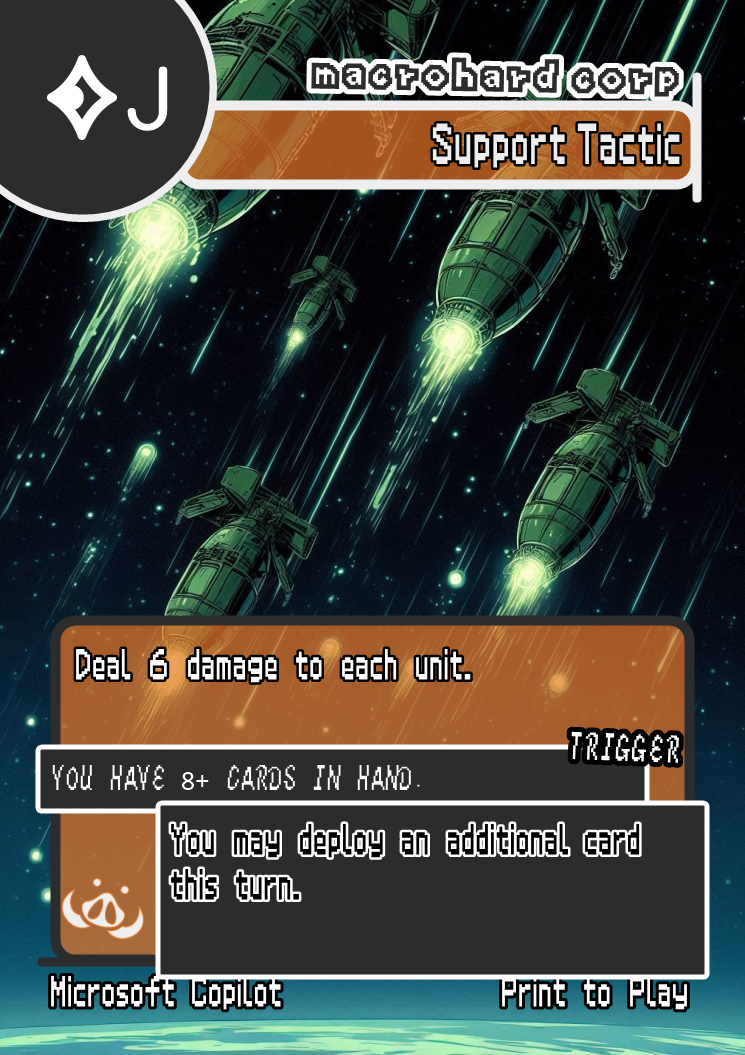 J
macrohard corp
Support Tactic
Deal 6 damage to each unit.
TRIGGER
YOU HAVE 8+ CARDS IN HAND.
You may deploy an additional card
this turn.
Microsoft Copilot
Print to Play